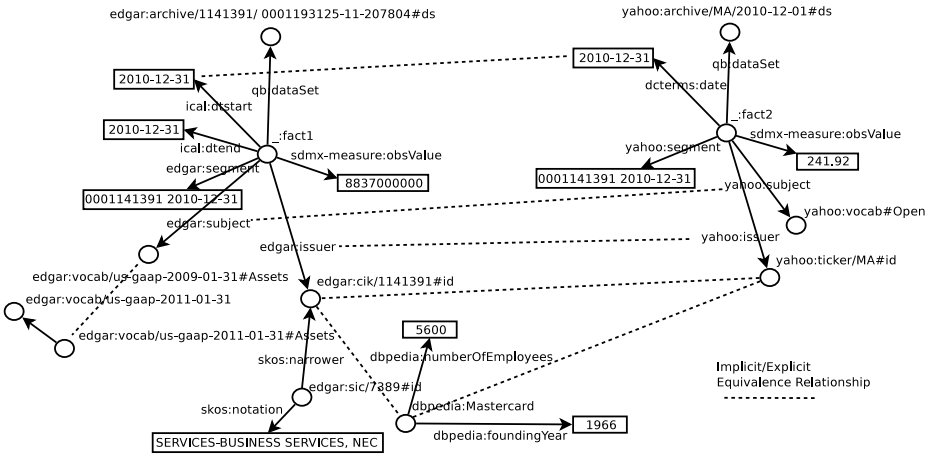 edgar:archive/1141391/ 0001193125-11-207804#ds
yahoo:archive/MA/2010-12-01#ds
2010-12-31
2010-12-31
qb:dataSet
qb:dataSet
dcterms:date
ical:dtstart
2010-12-31
_:fact1
_:fact2
ical:dtend
sdmx-measure:obsValue
sdmx-measure:obsValue
yahoo:segment
edgar:segment
241.92
8837000000
0001141391 2010-12-31
0001141391 2010-12-31
yahoo:subject
edgar:subject
yahoo:vocab#Open
edgar:issuer
yahoo:issuer
yahoo:ticker/MA#id
edgar:vocab/us-gaap-2009-01-31#Assets
edgar:cik/1141391#id
edgar:vocab/us-gaap-2011-01-31
edgar:vocab/us-gaap-2011-01-31#Assets
5600
skos:narrower
dbpedia:numberOfEmployees
Implicit/Explicit
Equivalence Relationship
edgar:sic/7389#id
skos:notation
dbpedia:Mastercard
dbpedia:foundingYear
1966
SERVICES-BUSINESS SERVICES, NEC